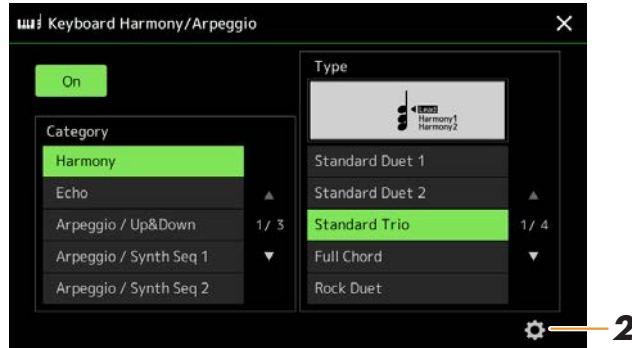 Keyboard Harmony/Arpeggio
On
Category
Harmony
Echo
Arpeggio / Up&Down
Arpeggio / Synth Seq 1
Arpeggio / Synth Seq 2
1/ 3
Type
Lead
Harmony1
Harmony2
Standard Duet 1
Standard Duet 2
Standard Trio
Full Chord
Rock Duet
1/ 4
2